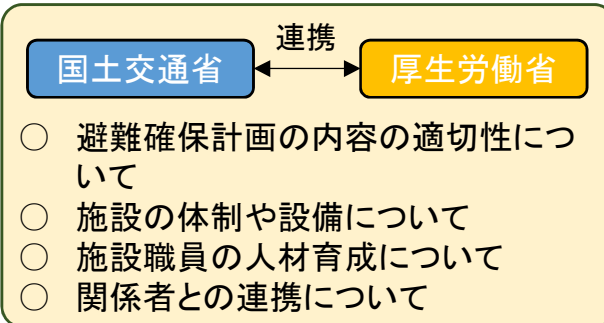 連携
国土交通省 厚生労働省
○ 避難確保計画の内容の適切性につ
いて
○ 施設の体制や設備について
○ 施設職員の人材育成について
○ 関係者との連携について